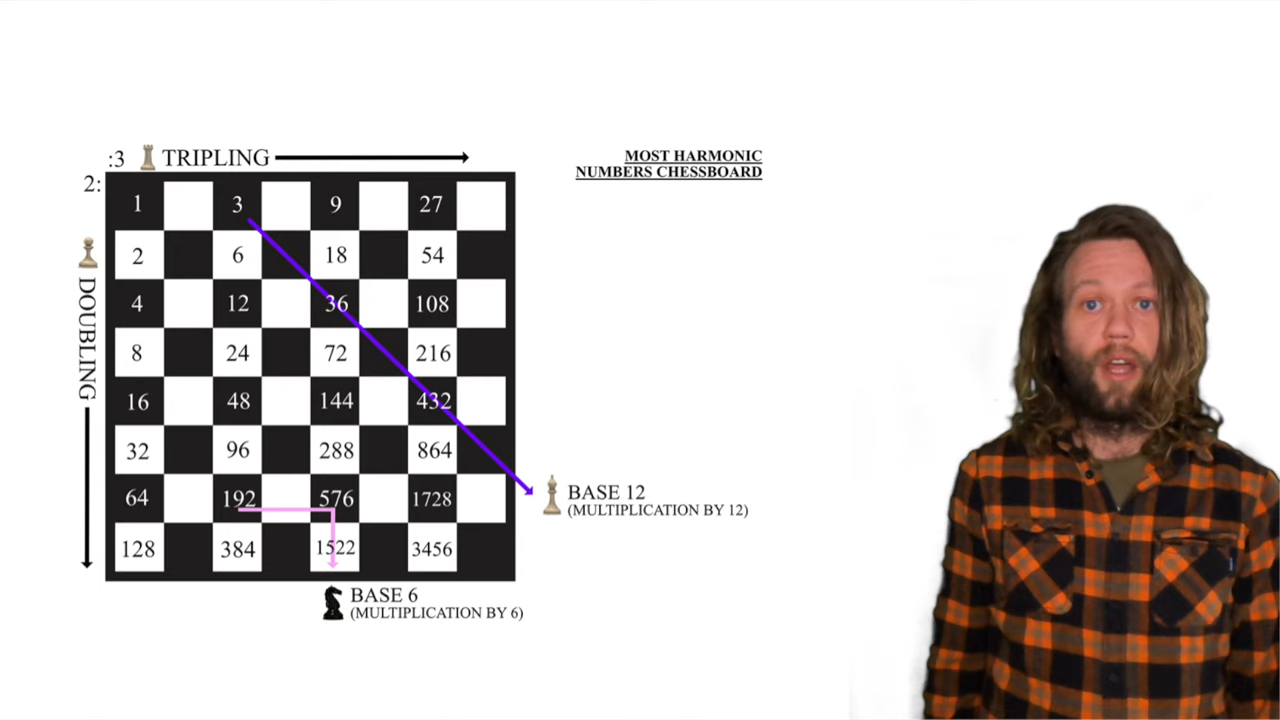 :3 TRIPLING
2:
DOUBLING
MOST HARMONIC
NUMBERS CHESSBOARD
1 3 9 27
2 6 18 54
4 12 36 108
8 24 72 216
16 48 144 432
32 96 288 864
64 192 576 1728
128 384 1522 3456
BASE 12
(MULTIPLICATION BY 12)
BASE 6
(MULTIPLICATION BY 6)